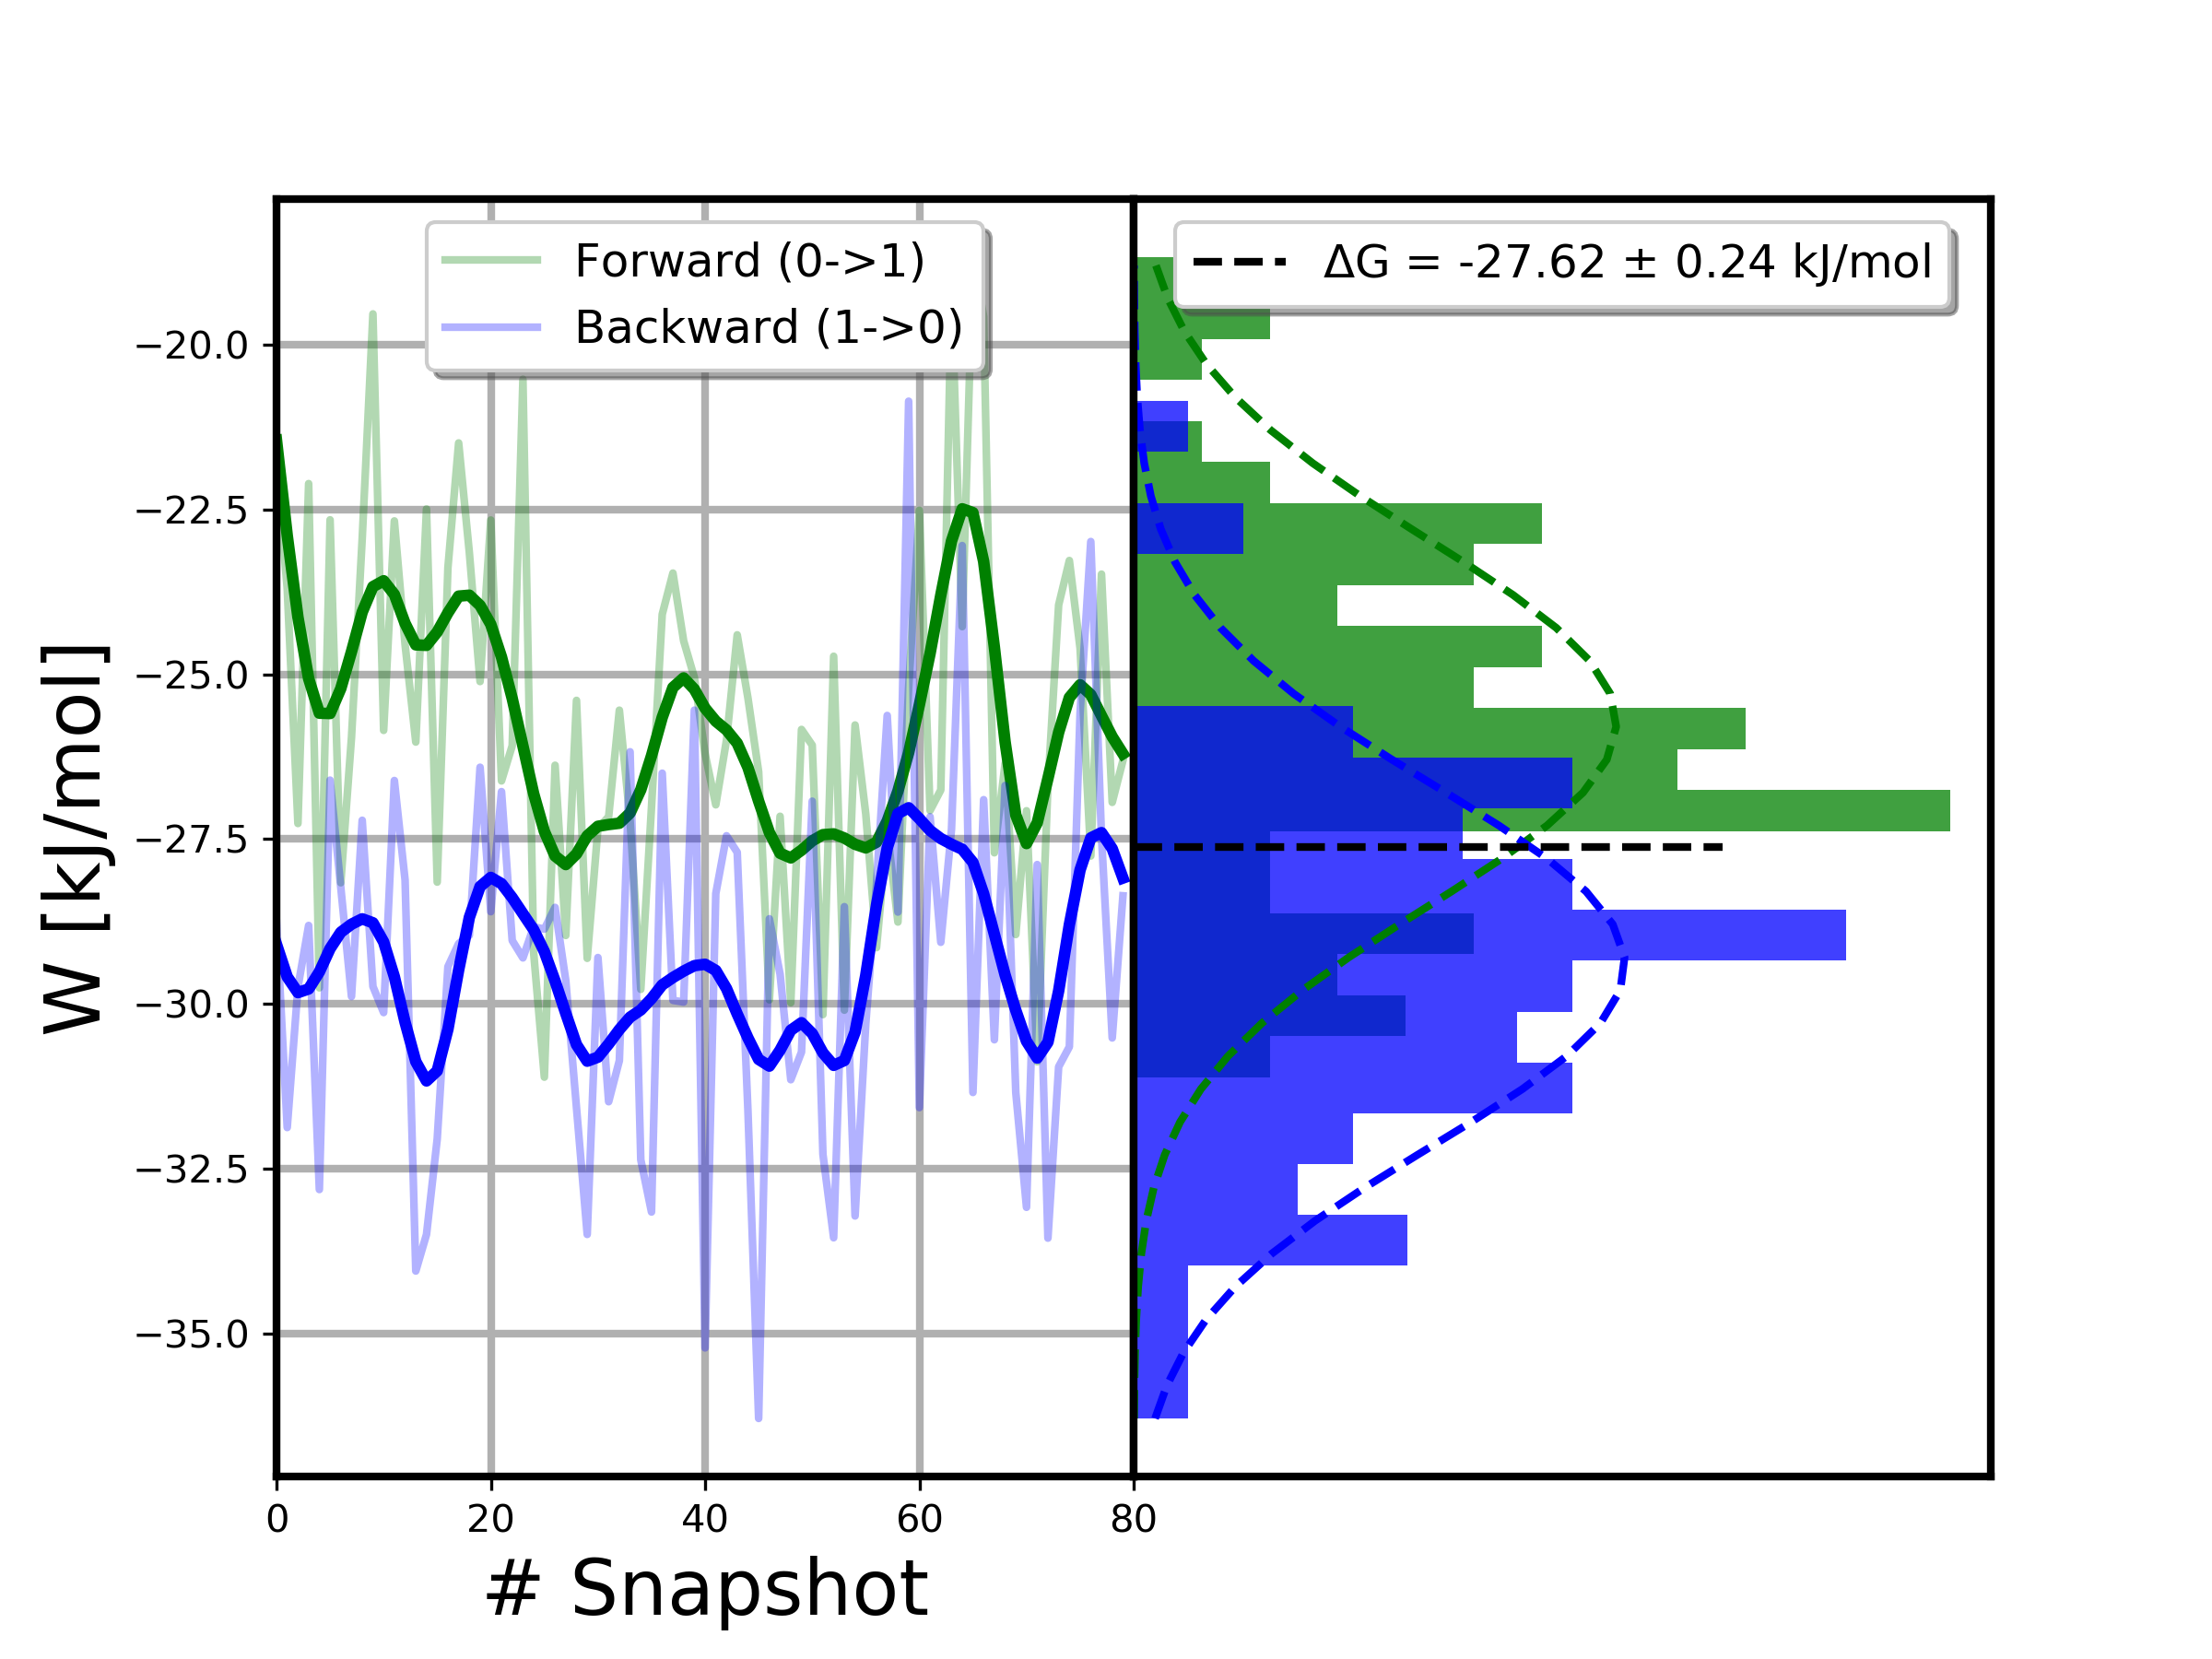 Forward (0->1)
Backward (1->0)
ΔG = -27.62 ± 0.24 kJ/mol
W [kJ/mol]
−20.0
−22.5
−25.0
−27.5
−30.0
−32.5
−35.0
0 20 40 60 80
# Snapshot